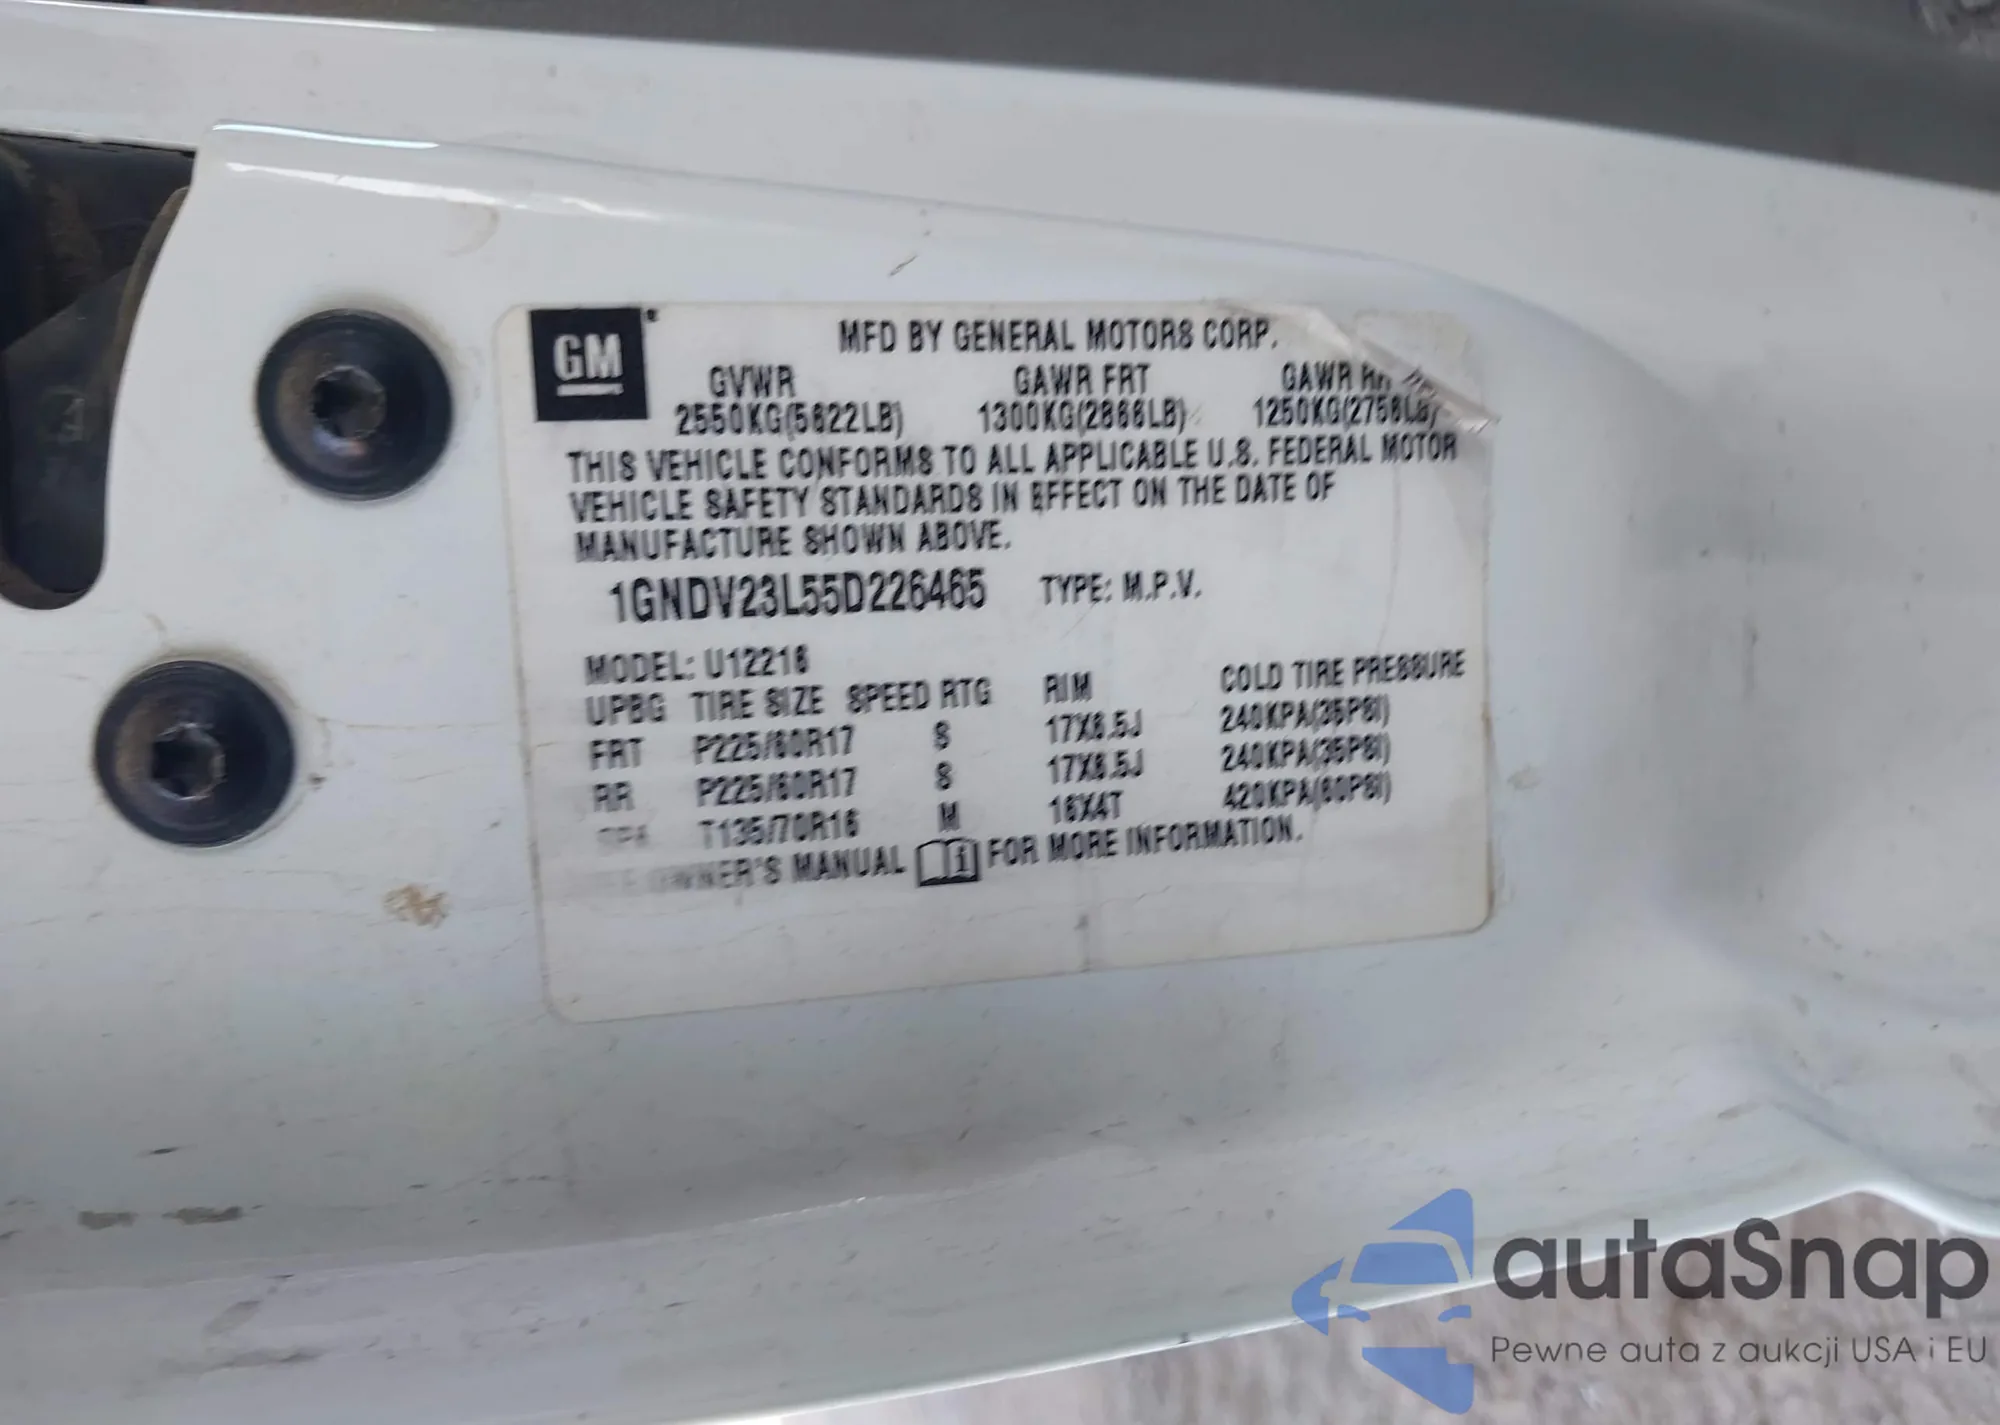 GM
MFD BY GENERAL MOTORS CORP.
GVWR GAWR FRT GAWR RR
2550KG(5622LB) 1300KG(2866LB) 1250KG(2756LB)
THIS VEHICLE CONFORMS TO ALL APPLICABLE U.S. FEDERAL MOTOR
VEHICLE SAFETY STANDARDS IN EFFECT ON THE DATE OF
MANUFACTURE SHOWN ABOVE.
1GNDV23L55D226465 TYPE: M.P.V.
MODEL: U12216
UPBG TIRE SIZE SPEED RTG RIM COLD TIRE PRESSURE
FRT P225/60R17 S 17X6.5J 240KPA(35PSI)
RR P225/60R17 S 17X6.5J 240KPA(35PSI)
T135/70R16 M 16X4T 420KPA(60PSI)
OWNER'S MANUAL FOR MORE INFORMATION.
autaSnap
Pewne auta z aukcji USA i EU